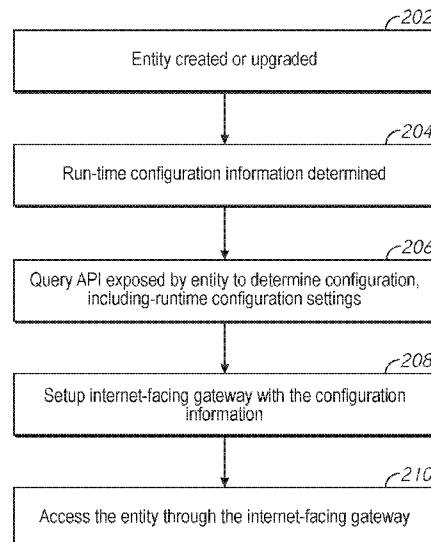 202
Entity created or upgraded
204
Run-time configuration information determined
206
Query API exposed by entity to determine configuration,
including-runtime configuration settings
208
Setup internet-facing gateway with the configuration
information
210
Access the entity through the internet-facing gateway